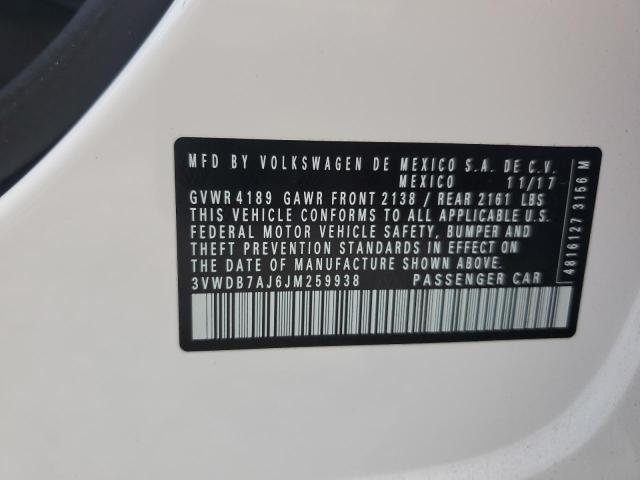 MFD BY VOLKSWAGEN DE MEXICO S.A. DE C.V.
MEXICO 11/17
GVWR 4189 GAWR FRONT 2138 / REAR 2161 LBS
THIS VEHICLE CONFORMS TO ALL APPLICABLE U.S.
FEDERAL MOTOR VEHICLE SAFETY, BUMPER AND
THEFT PREVENTION STANDARDS IN EFFECT ON
THE DATE OF MANUFACTURE SHOWN ABOVE.
3VWDB7AJ6JM259938 PASSENGER CAR
4816127 3156 M